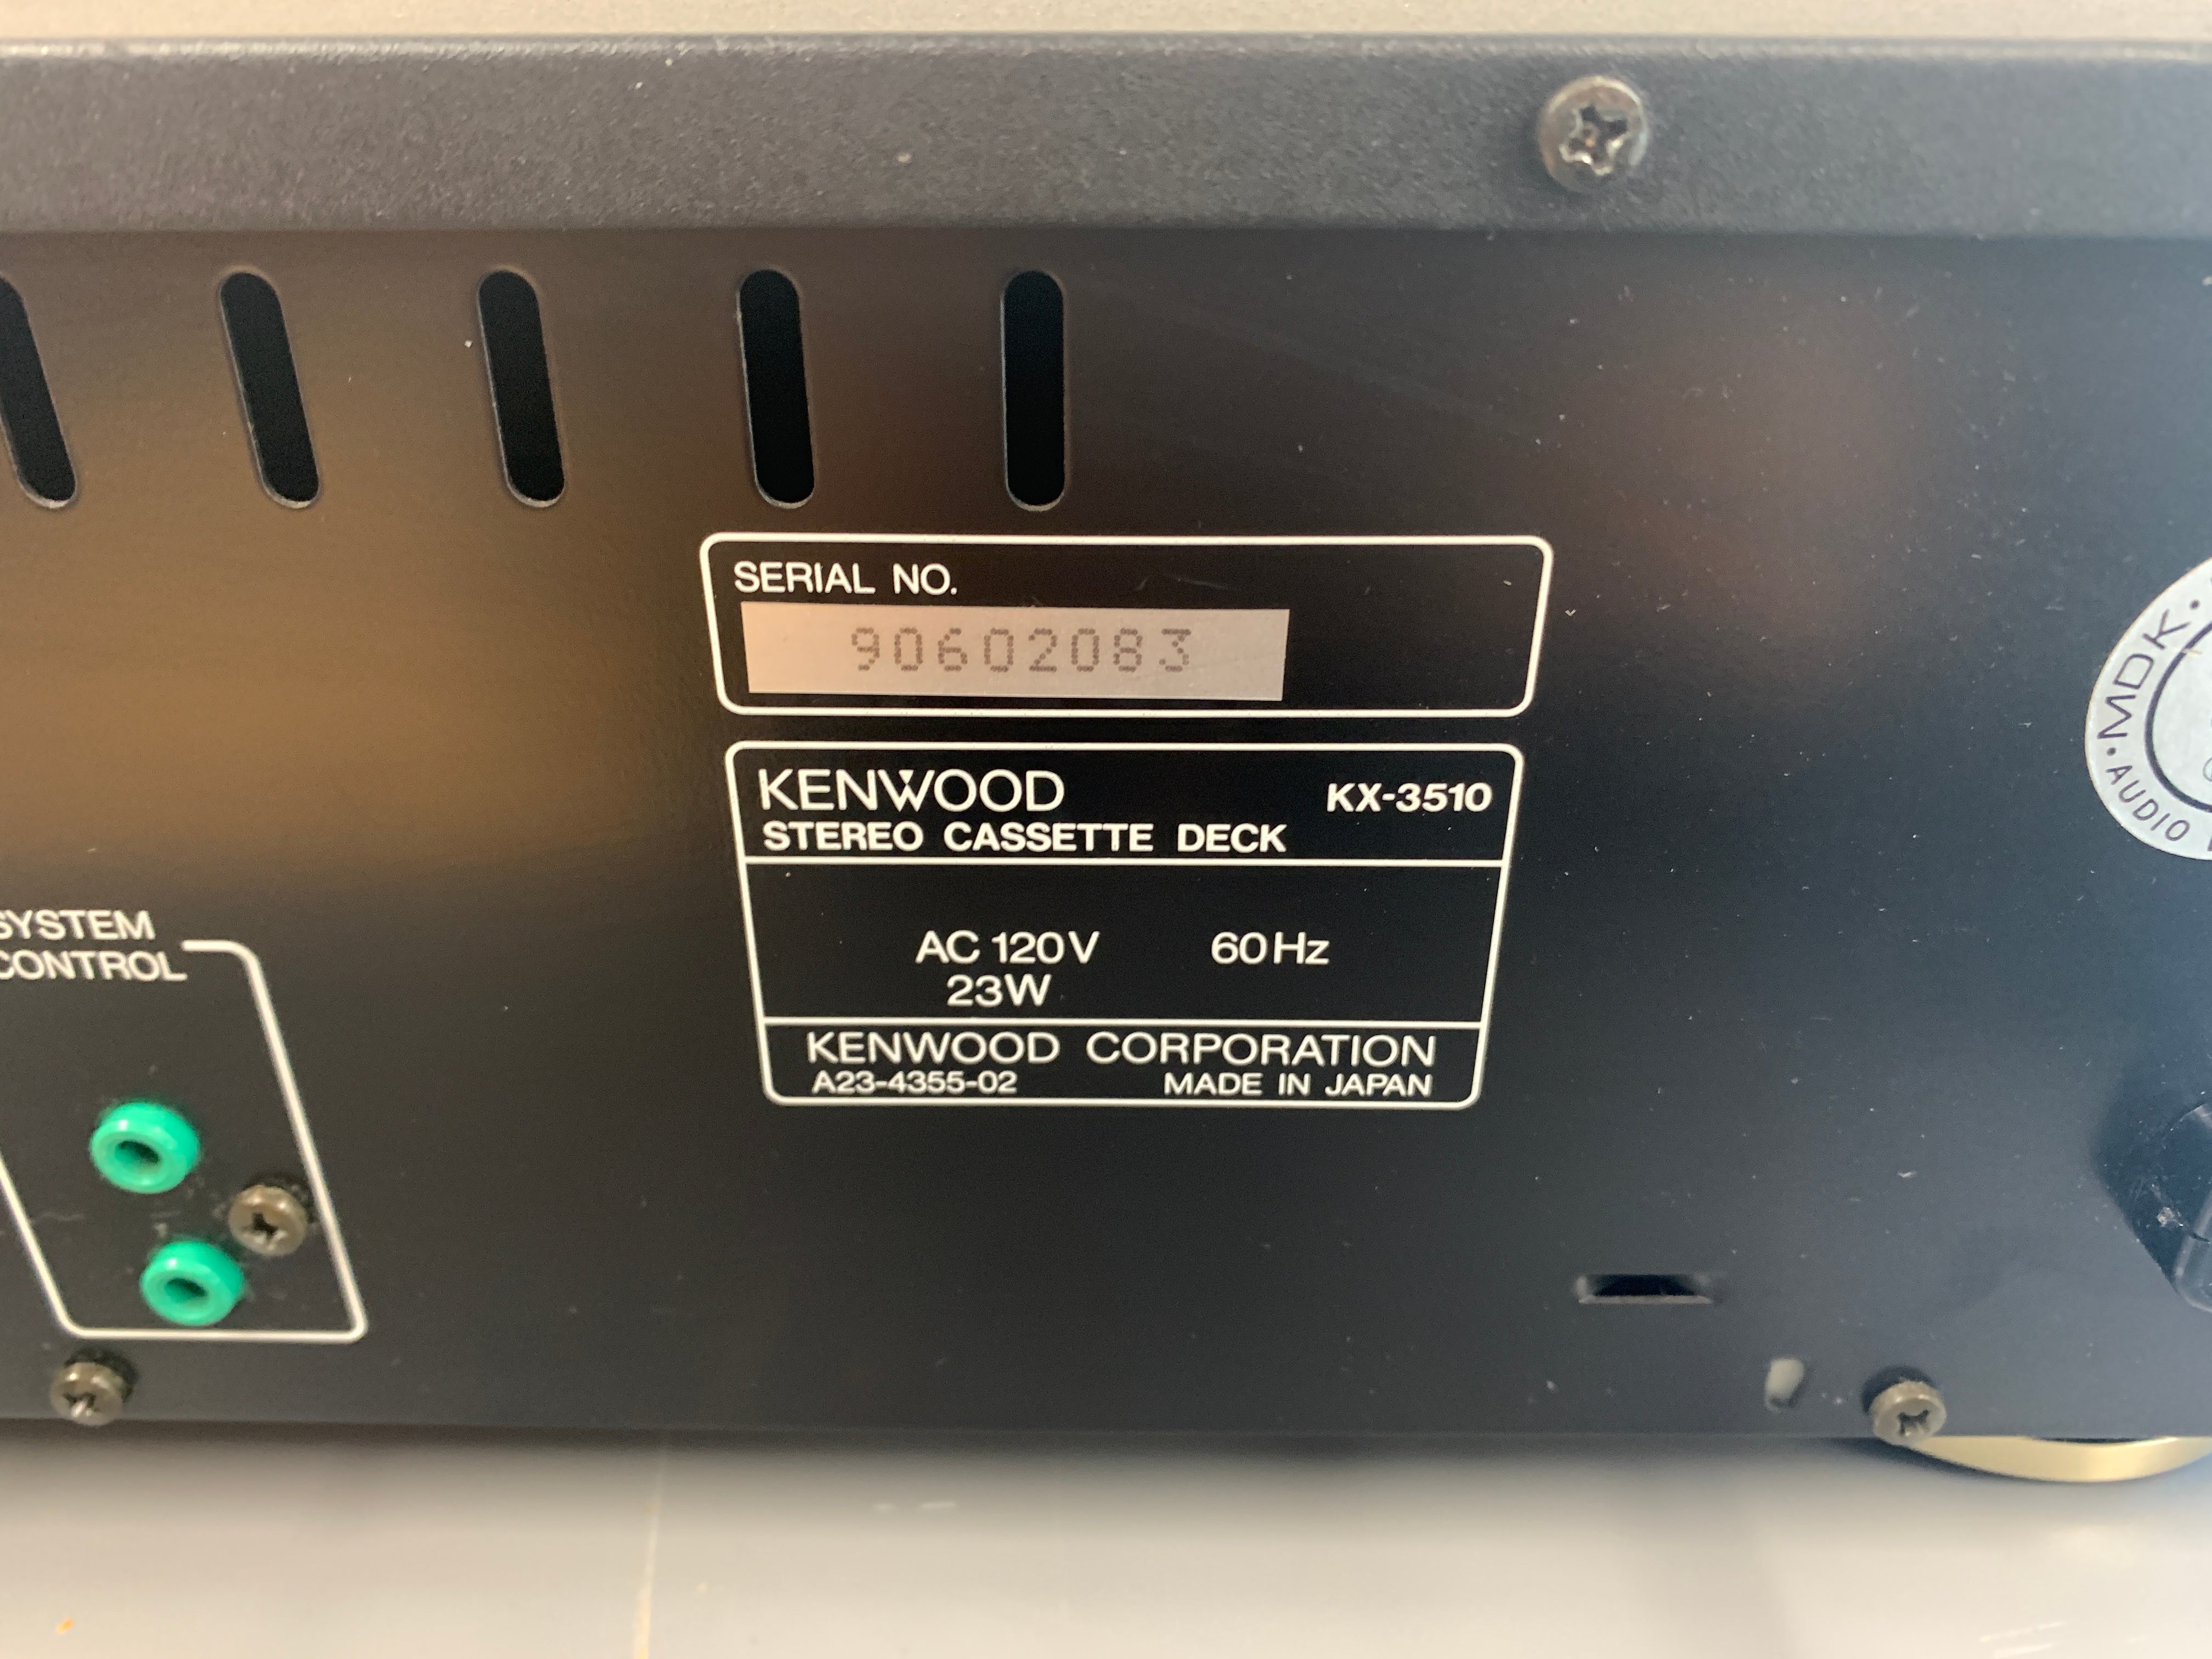 SERIAL NO.
90602083
KENWOOD KX-3510
STEREO CASSETTE DECK
AC 120V 60Hz
23W
KENWOOD CORPORATION
A23-4355-02 MADE IN JAPAN
SYSTEM
CONTROL
· MDK ·
AUDIO